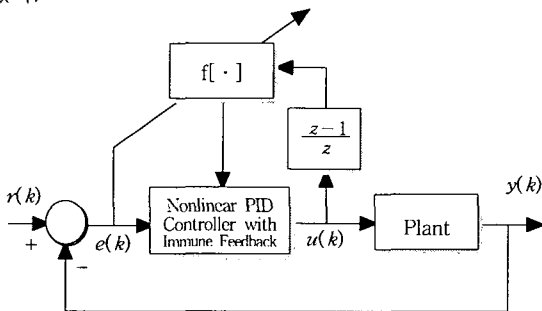 f[ · ]
z−1
z
r(k)
+
−
e(k)
Nonlinear PID
Controller with
Immune Feedback
u(k)
Plant
y(k)